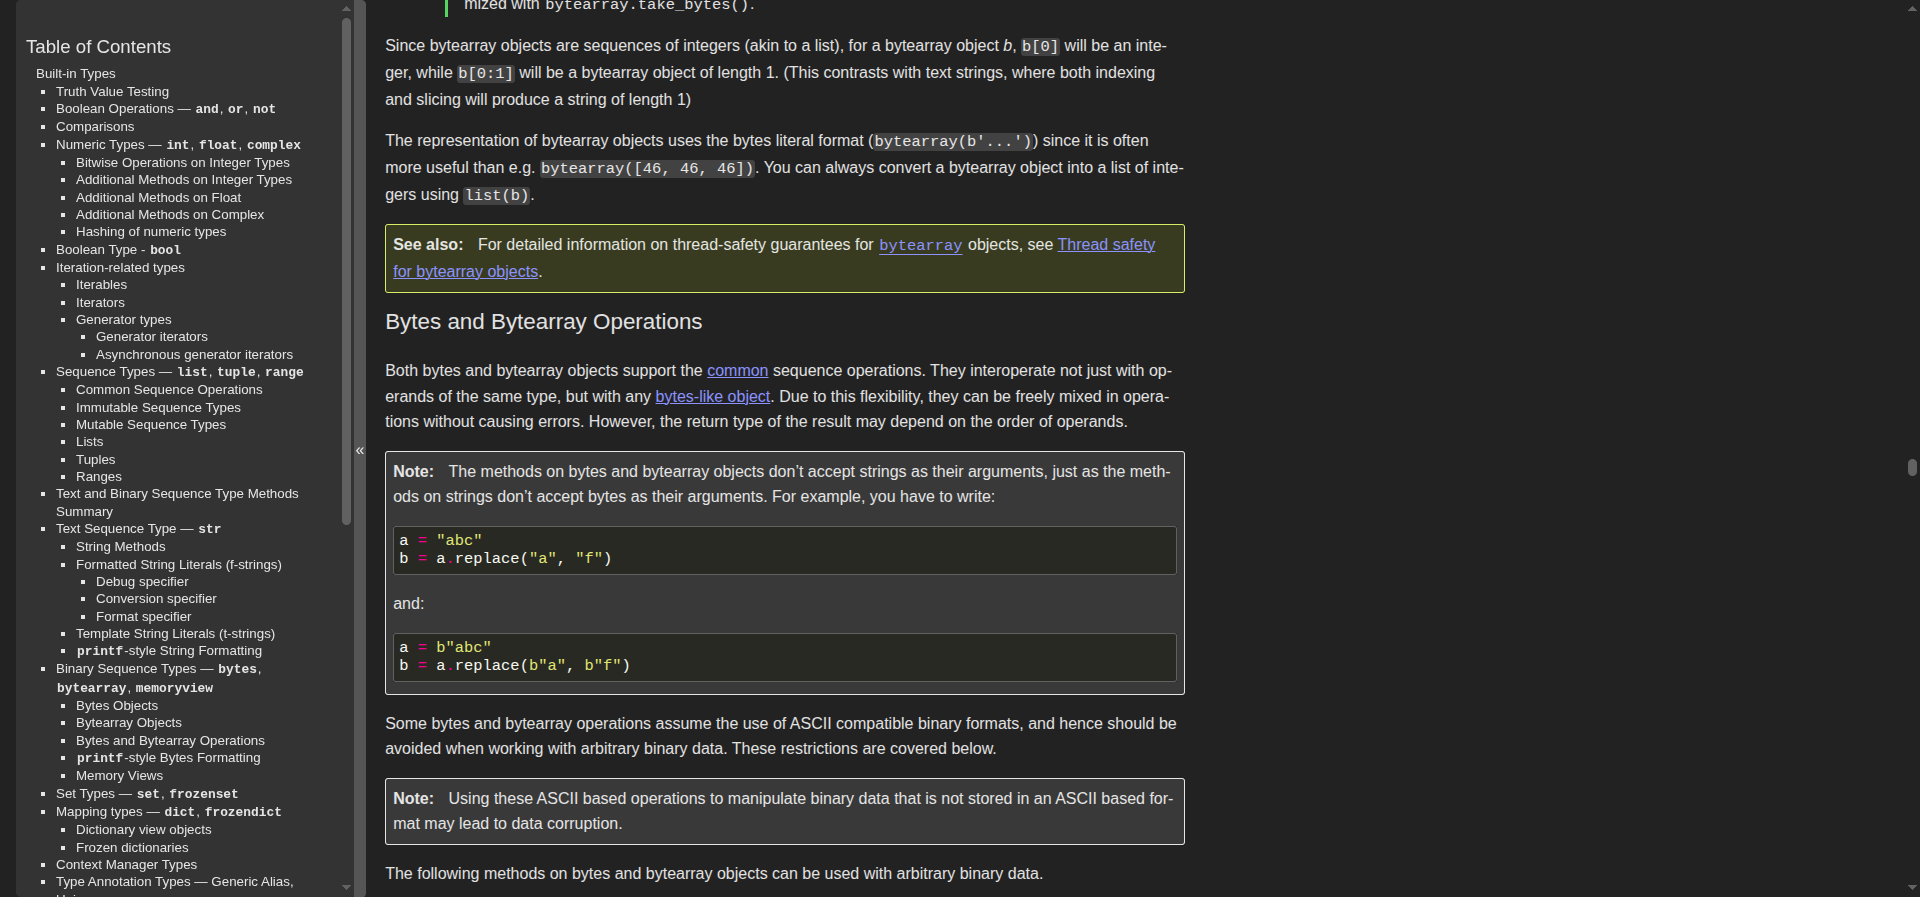 Table of Contents
Built-in Types
Truth Value Testing
Boolean Operations — and, or, not
Comparisons
Numeric Types — int, float, complex
Bitwise Operations on Integer Types
Additional Methods on Integer Types
Additional Methods on Float
Additional Methods on Complex
Hashing of numeric types
Boolean Type - bool
Iteration-related types
Iterables
Iterators
Generator types
Generator iterators
Asynchronous generator iterators
Sequence Types — list, tuple, range
Common Sequence Operations
Immutable Sequence Types
Mutable Sequence Types
Lists
Tuples
Ranges
Text and Binary Sequence Type Methods
Summary
Text Sequence Type — str
String Methods
Formatted String Literals (f-strings)
Debug specifier
Conversion specifier
Format specifier
Template String Literals (t-strings)
printf-style String Formatting
Binary Sequence Types — bytes,
bytearray, memoryview
Bytes Objects
Bytearray Objects
Bytes and Bytearray Operations
printf-style Bytes Formatting
Memory Views
Set Types — set, frozenset
Mapping types — dict, frozendict
Dictionary view objects
Frozen dictionaries
Context Manager Types
Type Annotation Types — Generic Alias,
«
mized with bytearray.take_bytes().
Since bytearray objects are sequences of integers (akin to a list), for a bytearray object b, b[0] will be an inte-
ger, while b[0:1] will be a bytearray object of length 1. (This contrasts with text strings, where both indexing
and slicing will produce a string of length 1)
The representation of bytearray objects uses the bytes literal format (bytearray(b'...')) since it is often
more useful than e.g. bytearray([46, 46, 46]). You can always convert a bytearray object into a list of inte-
gers using list(b).
See also: For detailed information on thread-safety guarantees for bytearray objects, see Thread safety
for bytearray objects.
Bytes and Bytearray Operations
Both bytes and bytearray objects support the common sequence operations. They interoperate not just with op-
erands of the same type, but with any bytes-like object. Due to this flexibility, they can be freely mixed in opera-
tions without causing errors. However, the return type of the result may depend on the order of operands.
Note: The methods on bytes and bytearray objects don’t accept strings as their arguments, just as the meth-
ods on strings don’t accept bytes as their arguments. For example, you have to write:
a = "abc"
b = a.replace("a", "f")
and:
a = b"abc"
b = a.replace(b"a", b"f")
Some bytes and bytearray operations assume the use of ASCII compatible binary formats, and hence should be
avoided when working with arbitrary binary data. These restrictions are covered below.
Note: Using these ASCII based operations to manipulate binary data that is not stored in an ASCII based for-
mat may lead to data corruption.
The following methods on bytes and bytearray objects can be used with arbitrary binary data.